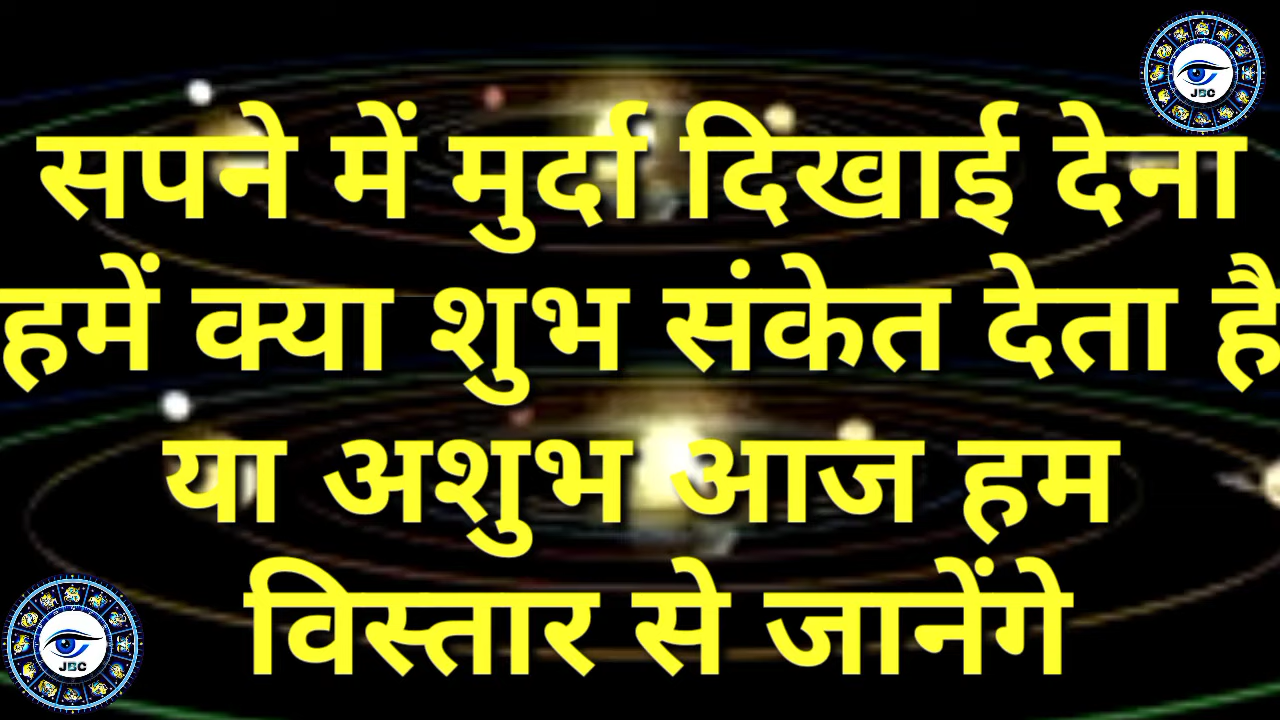 JBC
सपने में मुर्दा दिखाई देना
हमें क्या शुभ संकेत देता है
या अशुभ आज हम
विस्तार से जानेंगे
JBC